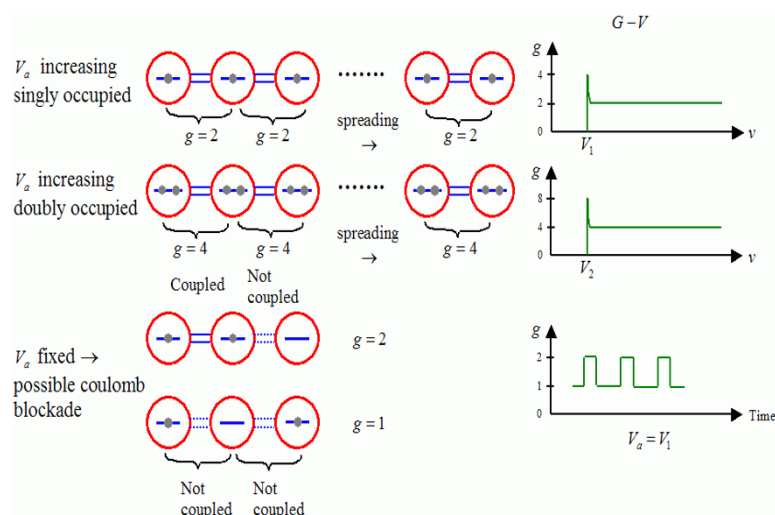 G – V
V_a increasing
singly occupied
g = 2
g = 2
.......
spreading
→
g = 2
g
4
2
0
V_1
v
V_a increasing
doubly occupied
g = 4
g = 4
.......
spreading
→
g = 4
g
8
4
0
V_2
v
Coupled
Not
coupled
V_a fixed →
possible coulomb
blockade
g = 2
g = 1
Not
coupled
Not
coupled
g
2
1
0
Time
V_a = V_1